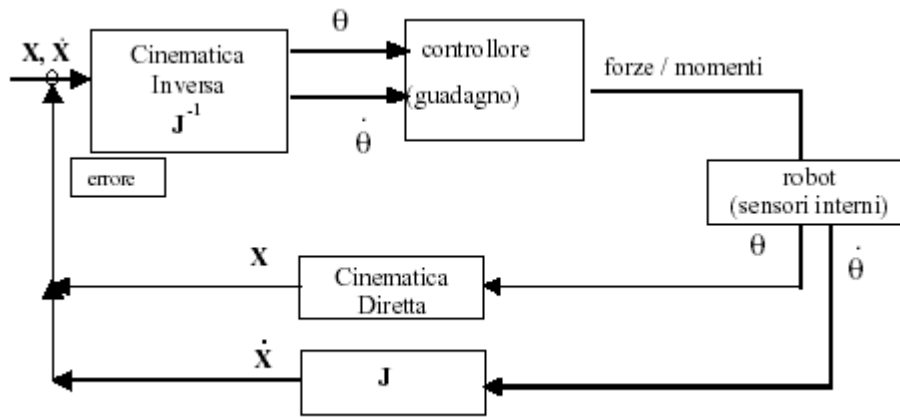 X, Ẋ
Cinematica
Inversa
J⁻¹
θ
θ̇
controllore
(guadagno)
forze / momenti
errore
robot
(sensori interni)
θ
θ̇
X
Cinematica
Diretta
Ẋ
J